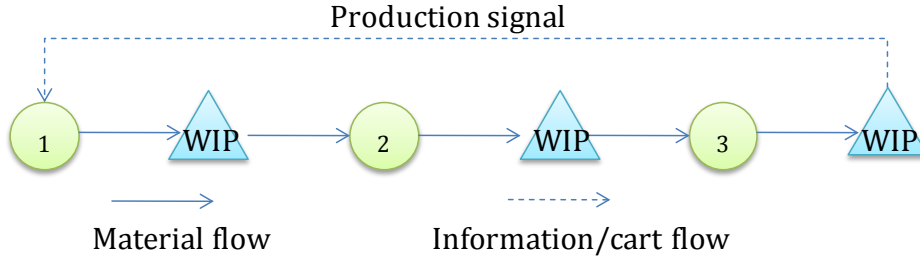 Production signal
1
WIP
2
WIP
3
WIP
Material flow
Information/cart flow